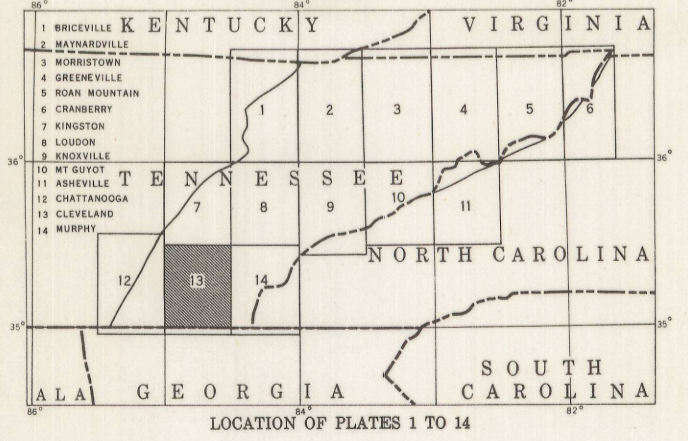 86° 84° 82°
KENTUCKY VIRGINIA
1 BRICEVILLE
2 MAYNARDVILLE
3 MORRISTOWN
4 GREENEVILLE
5 ROAN MOUNTAIN
6 CRANBERRY
7 KINGSTON
8 LOUDON
9 KNOXVILLE
10 MT GUYOT
11 ASHEVILLE
12 CHATTANOOGA
13 CLEVELAND
14 MURPHY
1 2 3 4 5 6
36° 36°
TENNESSEE
7 8 9 10 11
NORTH CAROLINA
12 13 14
35° 35°
SOUTH
CAROLINA
ALA GEORGIA
86° 84° 82°
LOCATION OF PLATES 1 TO 14